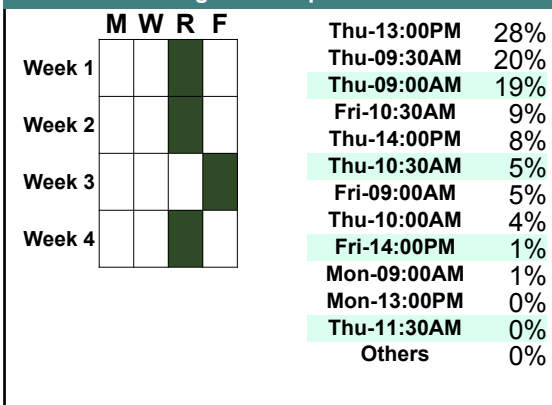 M W R F
Week 1
Week 2
Week 3
Week 4
Thu-13:00PM 28%
Thu-09:30AM 20%
Thu-09:00AM 19%
Fri-10:30AM 9%
Thu-14:00PM 8%
Thu-10:30AM 5%
Fri-09:00AM 5%
Thu-10:00AM 4%
Fri-14:00PM 1%
Mon-09:00AM 1%
Mon-13:00PM 0%
Thu-11:30AM 0%
Others 0%